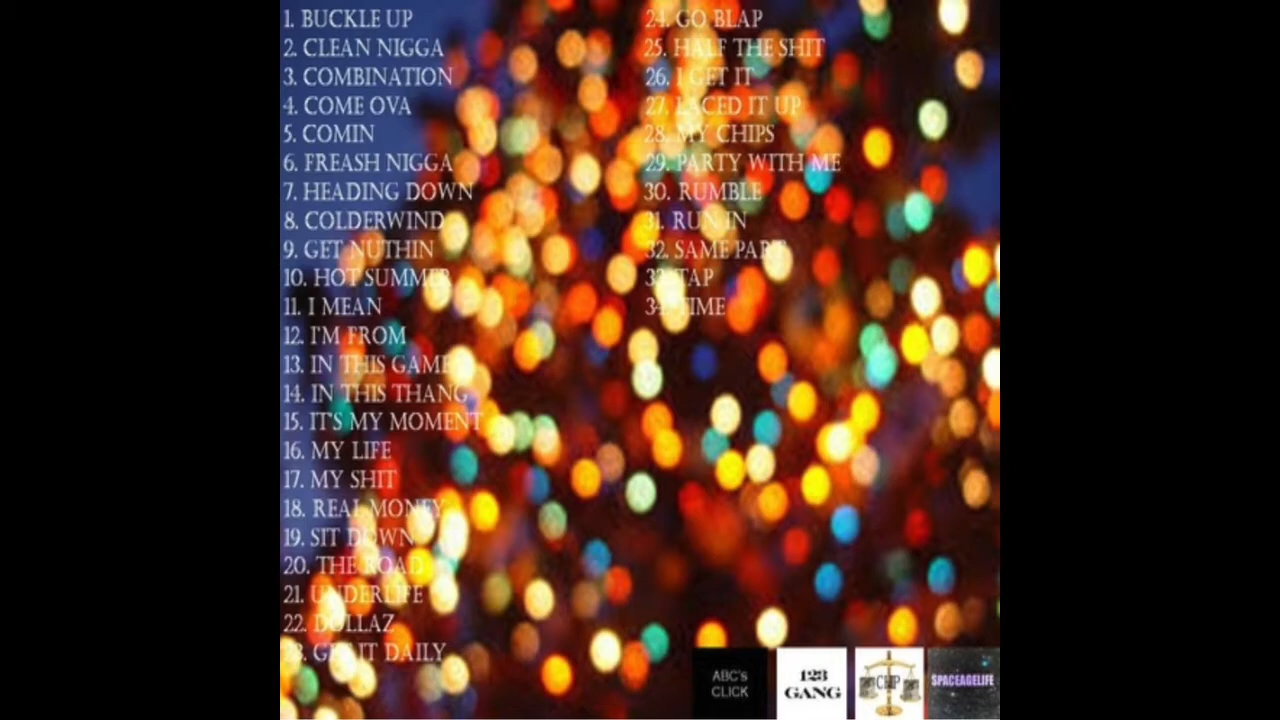 1. BUCKLE UP
2. CLEAN NIGGA
3. COMBINATION
4. COME OVA
5. COMIN
6. FREASH NIGGA
7. HEADING DOWN
8. COLDERWIND
9. GET NUTHIN
10. HOT SUMMER
11. I MEAN
12. I'M FROM
13. IN THIS GAME
14. IN THIS THANG
15. IT'S MY MOMENT
16. MY LIFE
17. MY SHIT
18. REAL MONEY
19. SIT DOWN
20. THE ROAD
21. UNDERLIFE
22. DOLLAZ
23. GET IT DAILY
24. GO BLAP
25. HALF THE SHIT
26. I GET IT
27. LACED IT UP
28. MY CHIPS
29. PARTY WITH ME
30. RUMBLE
31. RUN IN
32. SAME PART
33. TAP
34. TIME
ABC's
CLICK
123
GANG
CHP
SPACEAGELIFE